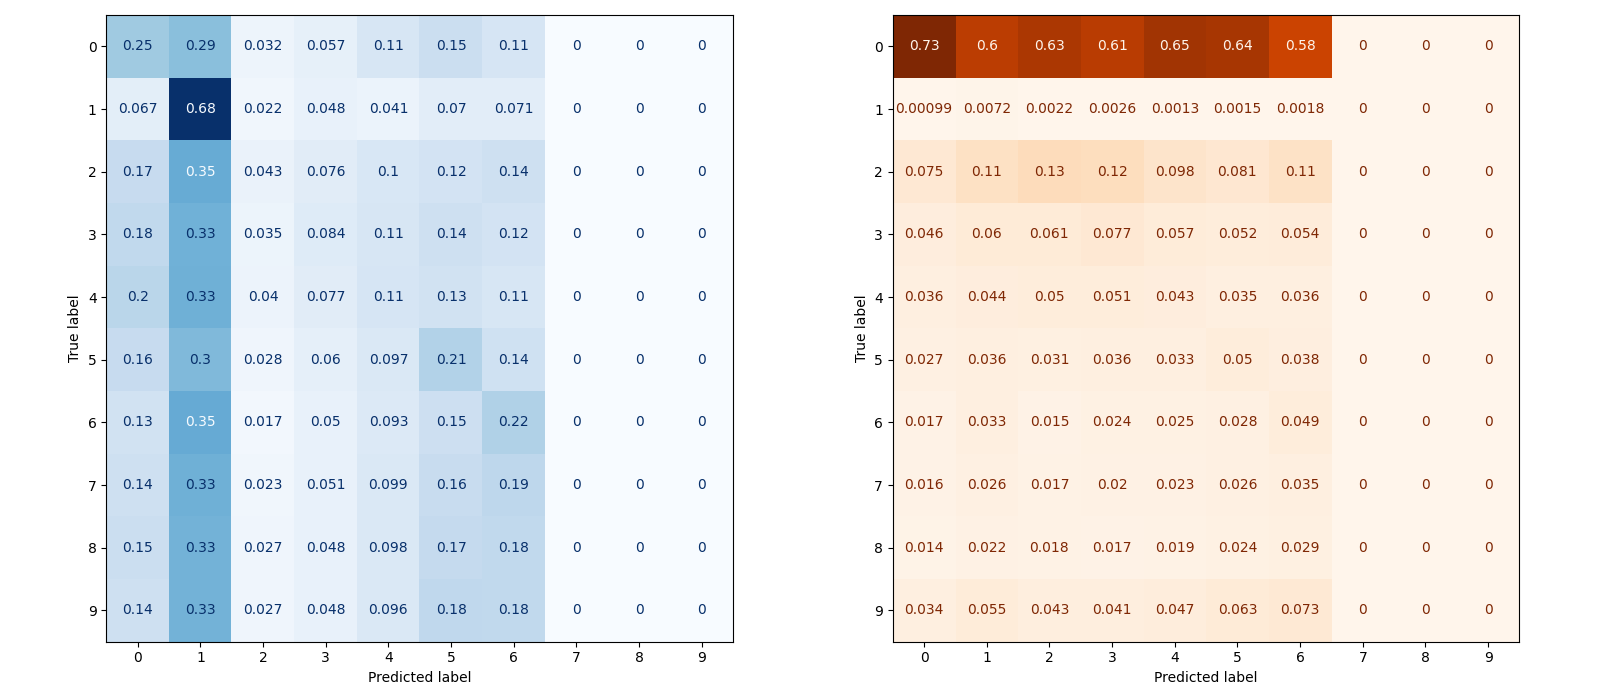 0 0.25 0.29 0.032 0.057 0.11 0.15 0.11 0 0 0
1 0.067 0.68 0.022 0.048 0.041 0.07 0.071 0 0 0
2 0.17 0.35 0.043 0.076 0.1 0.12 0.14 0 0 0
3 0.18 0.33 0.035 0.084 0.11 0.14 0.12 0 0 0
4 0.2 0.33 0.04 0.077 0.11 0.13 0.11 0 0 0
5 0.16 0.3 0.028 0.06 0.097 0.21 0.14 0 0 0
6 0.13 0.35 0.017 0.05 0.093 0.15 0.22 0 0 0
7 0.14 0.33 0.023 0.051 0.099 0.16 0.19 0 0 0
8 0.15 0.33 0.027 0.048 0.098 0.17 0.18 0 0 0
9 0.14 0.33 0.027 0.048 0.096 0.18 0.18 0 0 0
0 1 2 3 4 5 6 7 8 9
Predicted label
True label
0 0.73 0.6 0.63 0.61 0.65 0.64 0.58 0 0 0
1 0.00099 0.0072 0.0022 0.0026 0.0013 0.0015 0.0018 0 0 0
2 0.075 0.11 0.13 0.12 0.098 0.081 0.11 0 0 0
3 0.046 0.06 0.061 0.077 0.057 0.052 0.054 0 0 0
4 0.036 0.044 0.05 0.051 0.043 0.035 0.036 0 0 0
5 0.027 0.036 0.031 0.036 0.033 0.05 0.038 0 0 0
6 0.017 0.033 0.015 0.024 0.025 0.028 0.049 0 0 0
7 0.016 0.026 0.017 0.02 0.023 0.026 0.035 0 0 0
8 0.014 0.022 0.018 0.017 0.019 0.024 0.029 0 0 0
9 0.034 0.055 0.043 0.041 0.047 0.063 0.073 0 0 0
0 1 2 3 4 5 6 7 8 9
Predicted label
True label